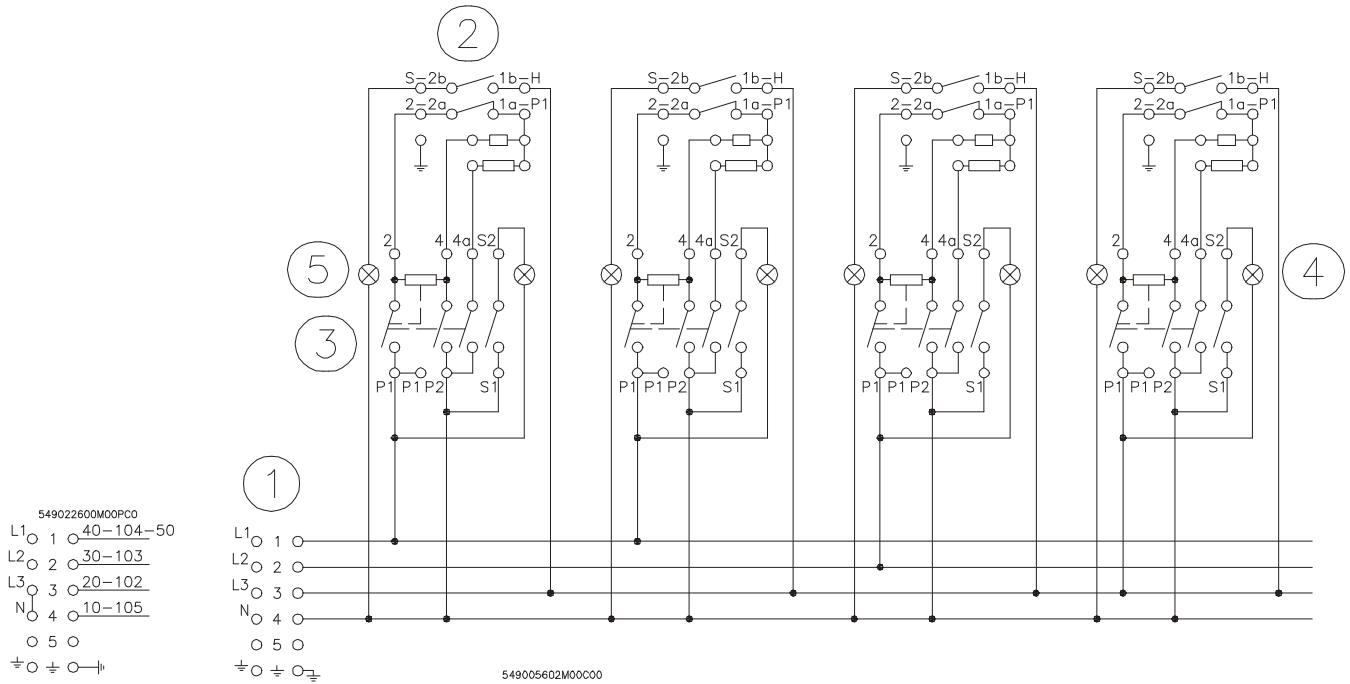 2
S-2b 1b-H S-2b 1b-H S-2b 1b-H S-2b 1b-H
2-2a 1a-P1 2-2a 1a-P1 2-2a 1a-P1 2-2a 1a-P1
2 4 4a S2 2 4 4a S2 2 4 4a S2 2 4 4a S2
5 4
3
P1 P1 P2 S1 P1 P1 P2 S1 P1 P1 P2 S1 P1 P1 P2 S1
1
549022600M00PC0
L1 1 40-104-50
L2 2 30-103
L3 3 20-102
N 4 10-105
5
L1 1
L2 2
L3 3
N 4
5
549005602M00C00